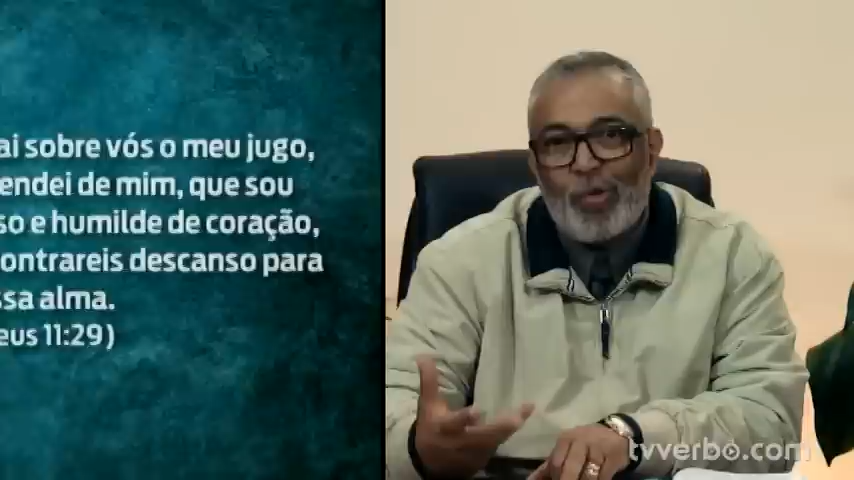 ai sobre vós o meu jugo,
endei de mim, que sou
so e humilde de coração,
ontrareis descanso para
ssa alma.
eus 11:29)
tvverbo.com